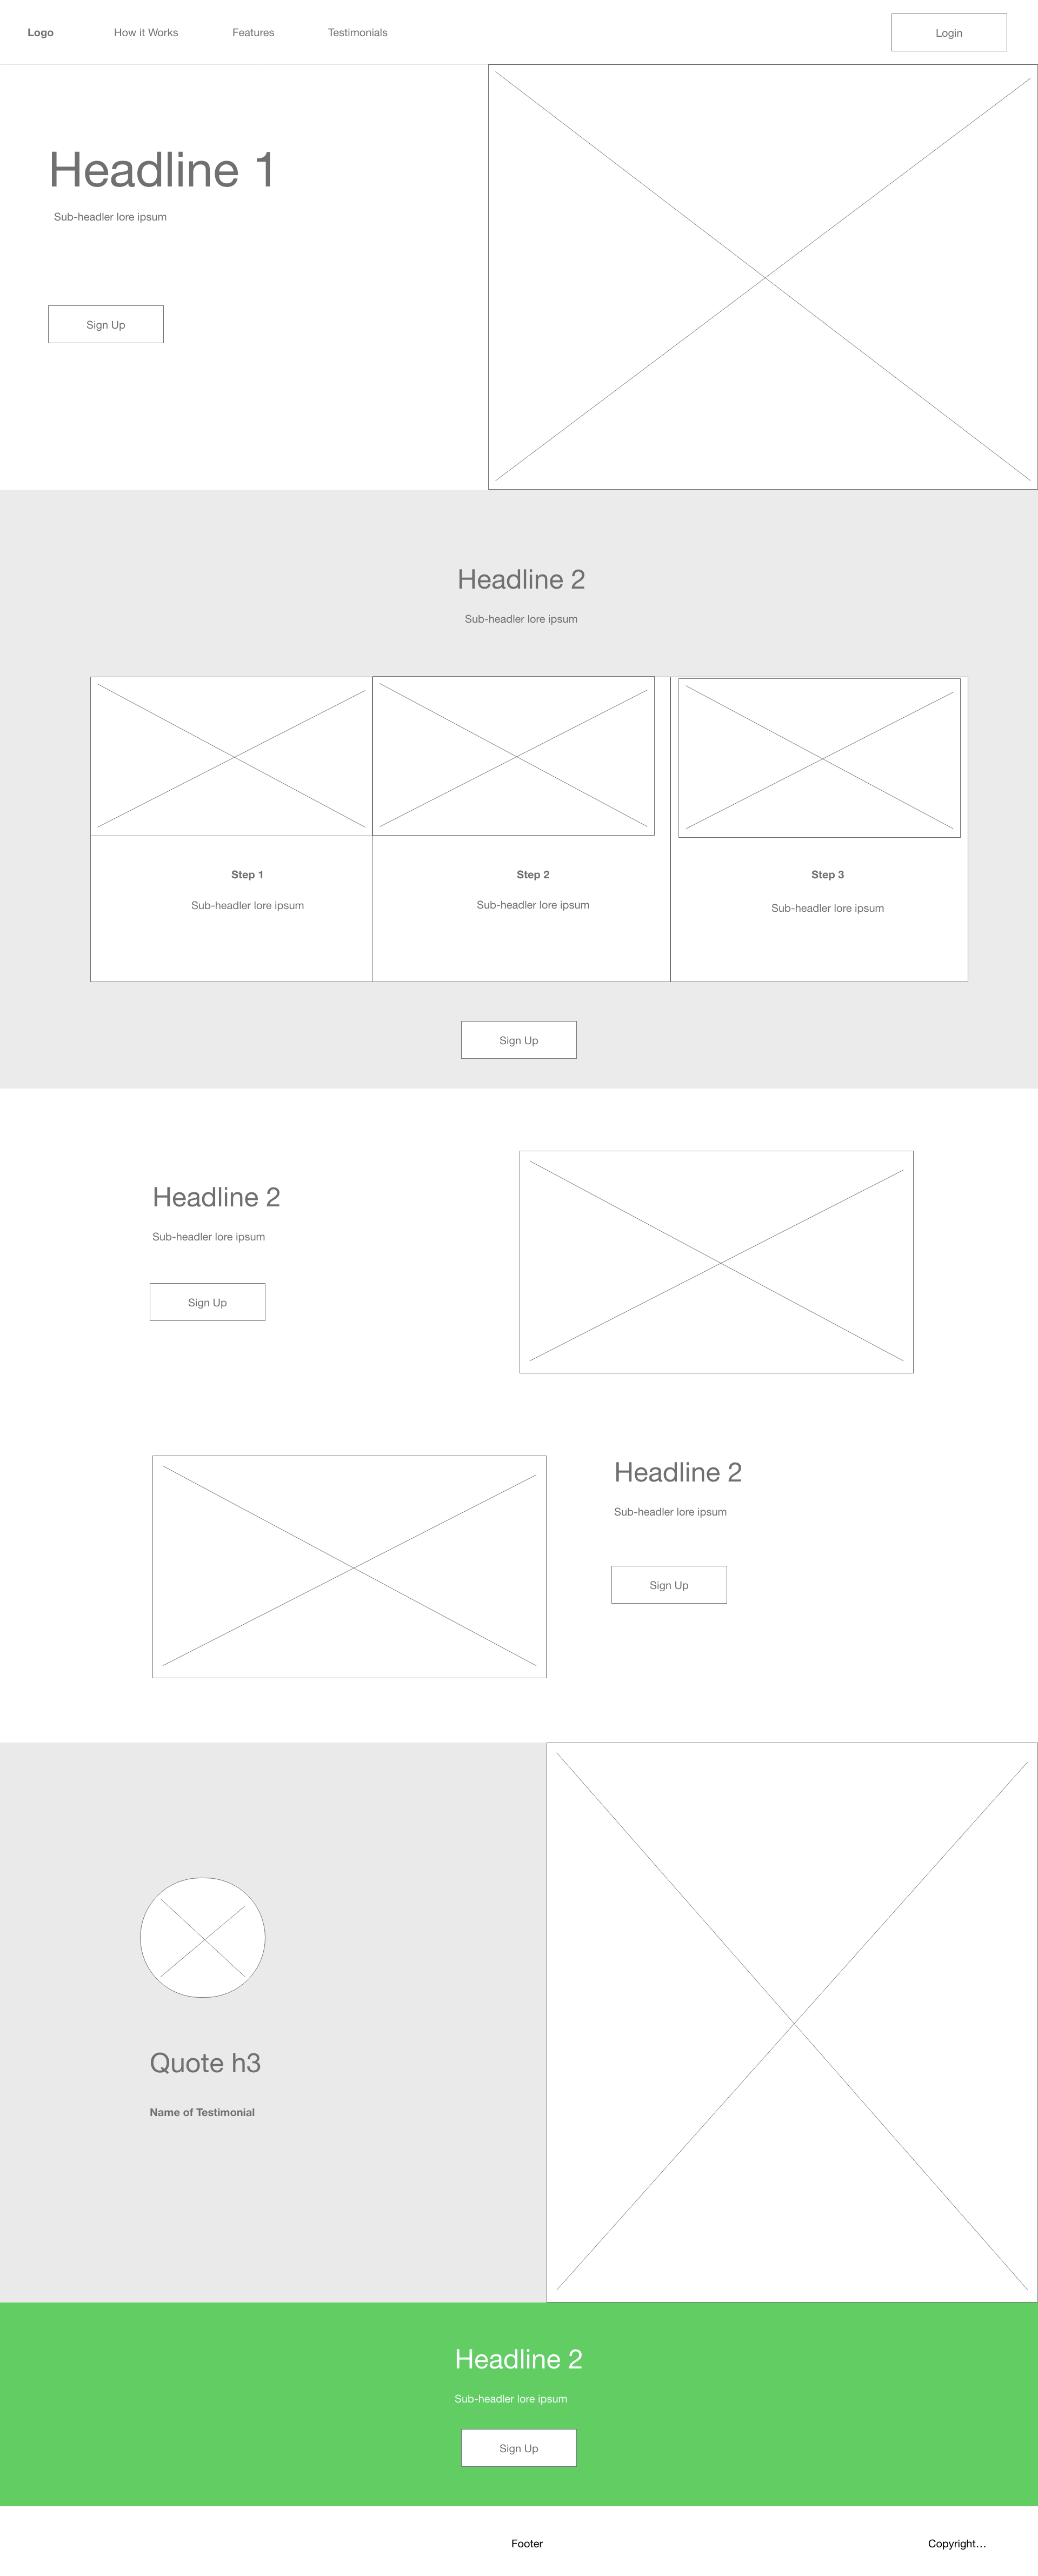 Logo
How it Works
Features
Testimonials
Login
Headline 1
Sub-headler lore ipsum
Sign Up
Headline 2
Sub-headler lore ipsum
Step 1
Sub-headler lore ipsum
Step 2
Sub-headler lore ipsum
Step 3
Sub-headler lore ipsum
Sign Up
Headline 2
Sub-headler lore ipsum
Sign Up
Headline 2
Sub-headler lore ipsum
Sign Up
Quote h3
Name of Testimonial
Headline 2
Sub-headler lore ipsum
Sign Up
Footer
Copyright…